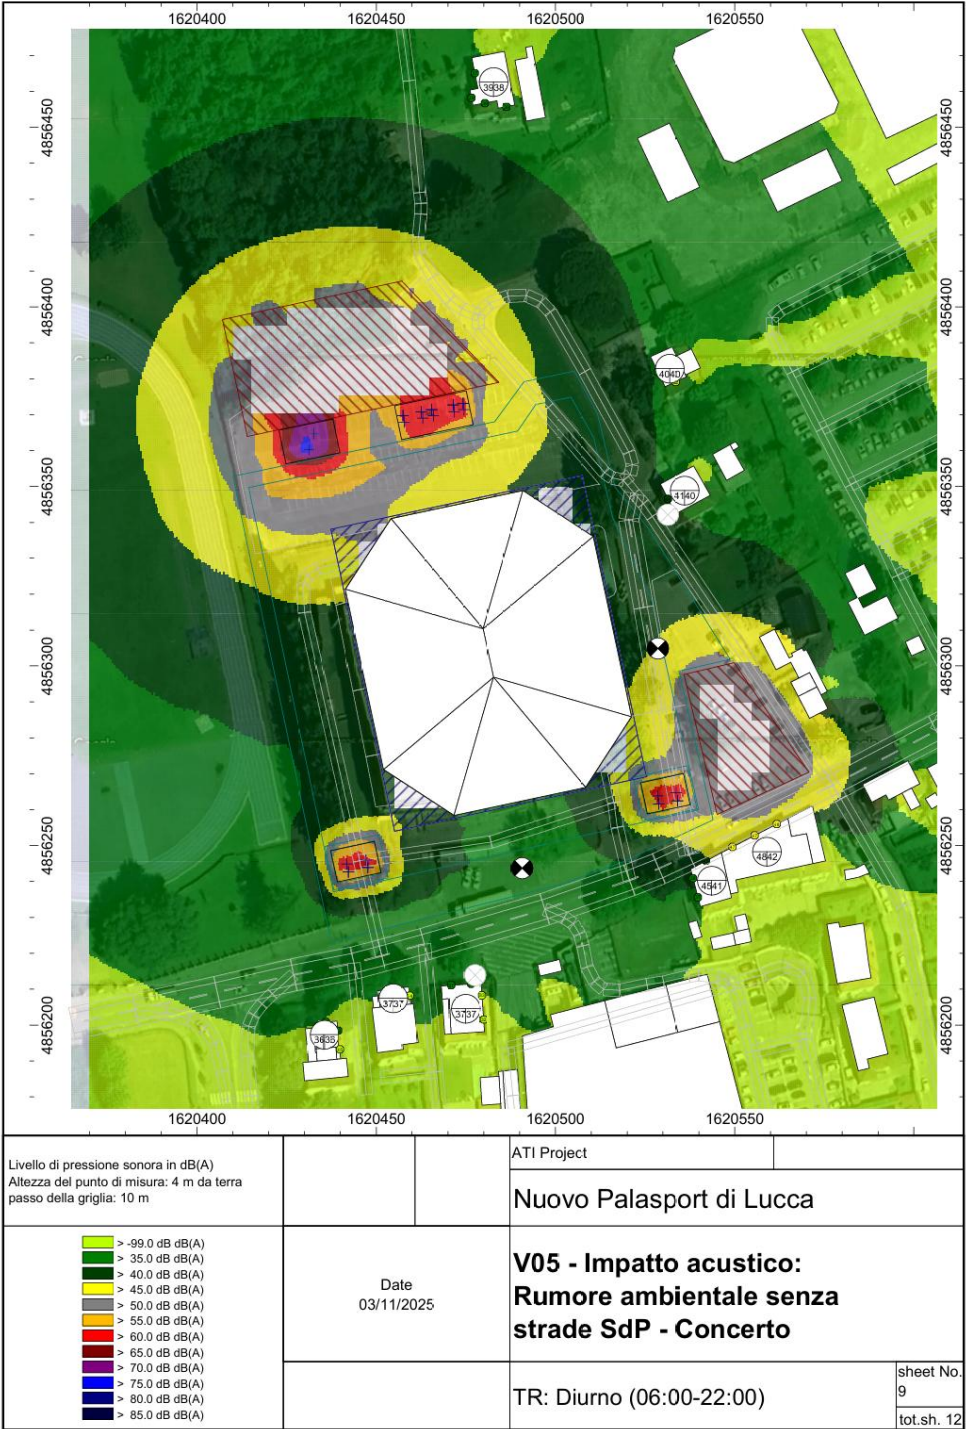 1620400 1620450 1620500 1620550
4856450 4856450
4856400 4856400
4856350 4856350
4856300 4856300
4856250 4856250
4856200 4856200
3938
4040
4140
4842
4541
3737
3737
3635
1620400 1620450 1620500 1620550
Livello di pressione sonora in dB(A)
Altezza del punto di misura: 4 m da terra
passo della griglia: 10 m
> -99.0 dB dB(A)
> 35.0 dB dB(A)
> 40.0 dB dB(A)
> 45.0 dB dB(A)
> 50.0 dB dB(A)
> 55.0 dB dB(A)
> 60.0 dB dB(A)
> 65.0 dB dB(A)
> 70.0 dB dB(A)
> 75.0 dB dB(A)
> 80.0 dB dB(A)
> 85.0 dB dB(A)
Date
03/11/2025
ATI Project
Nuovo Palasport di Lucca
V05 - Impatto acustico:
Rumore ambientale senza
strade SdP - Concerto
TR: Diurno (06:00-22:00)
sheet No.
9
tot.sh. 12